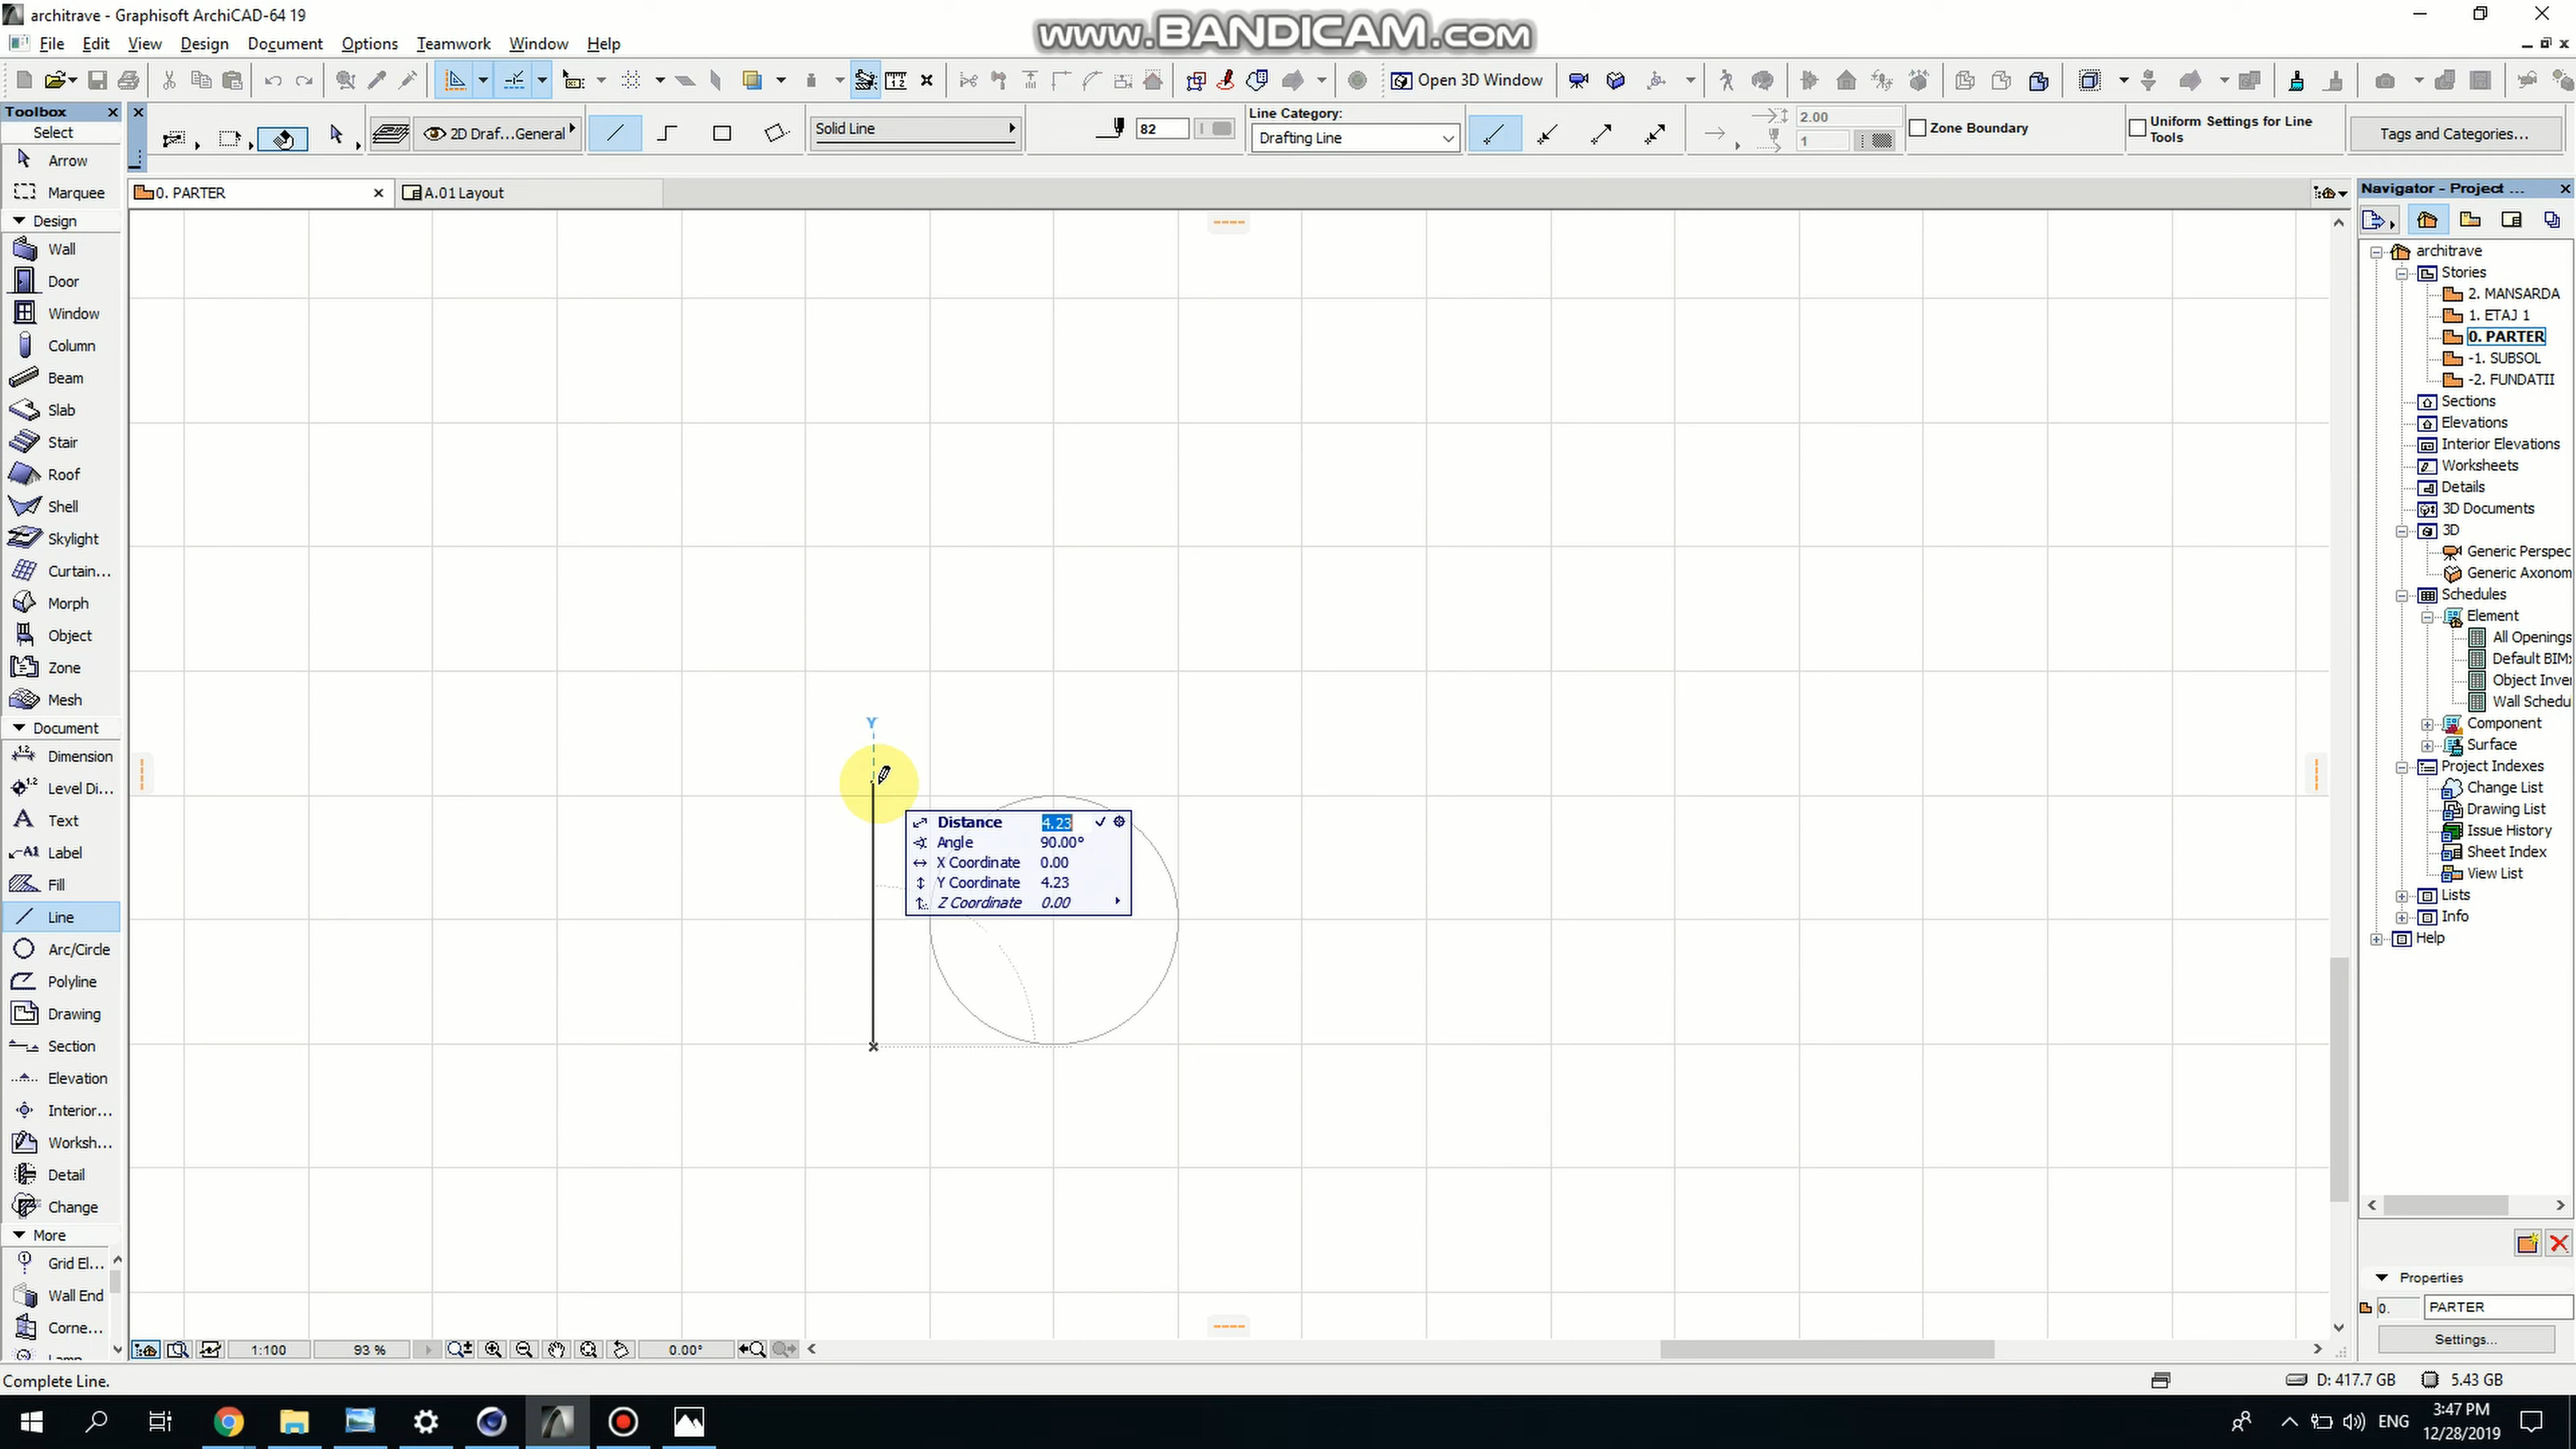 architrave - Graphisoft ArchiCAD-64 19
www.BANDICAM.com
File Edit View Design Document Options Teamwork Window Help
Open 3D Window
Toolbox
Select
Arrow
Marquee
Design
Wall
Door
Window
Column
Beam
Slab
Stair
Roof
Shell
Skylight
Curtain...
Morph
Object
Zone
Mesh
Document
Dimension
Level Di...
Text
Label
Fill
Line
Arc/Circle
Polyline
Drawing
Section
Elevation
Interior...
Worksh...
Detail
Change
More
Grid El...
Wall End
Corne...
2D Draf...General
Solid Line
82
Line Category:
Drafting Line
2.00
1
Zone Boundary
Uniform Settings for Line Tools
Tags and Categories...
0. PARTER
A.01 Layout
Y
Distance 4.23
Angle 90.00°
X Coordinate 0.00
Y Coordinate 4.23
Z Coordinate 0.00
Navigator - Project ...
architrave
Stories
2. MANSARDA
1. ETAJ 1
0. PARTER
-1. SUBSOL
-2. FUNDATII
Sections
Elevations
Interior Elevations
Worksheets
Details
3D Documents
3D
Generic Perspec
Generic Axonom
Schedules
Element
All Openings
Default BIM
Object Inve
Wall Schedu
Component
Surface
Project Indexes
Change List
Drawing List
Issue History
Sheet Index
View List
Lists
Info
Help
Properties
0. PARTER
Settings...
1:100 93 % 0.00°
Complete Line.
D: 417.7 GB 5.43 GB
ENG
3:47 PM
12/28/2019